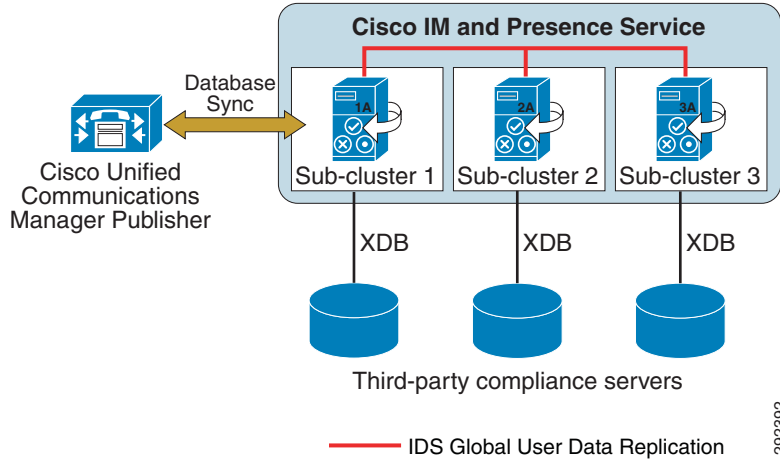 Cisco IM and Presence Service
Database
Sync
1A
2A
3A
Cisco Unified
Communications
Manager Publisher
Sub-cluster 1
Sub-cluster 2
Sub-cluster 3
XDB
XDB
XDB
Third-party compliance servers
IDS Global User Data Replication